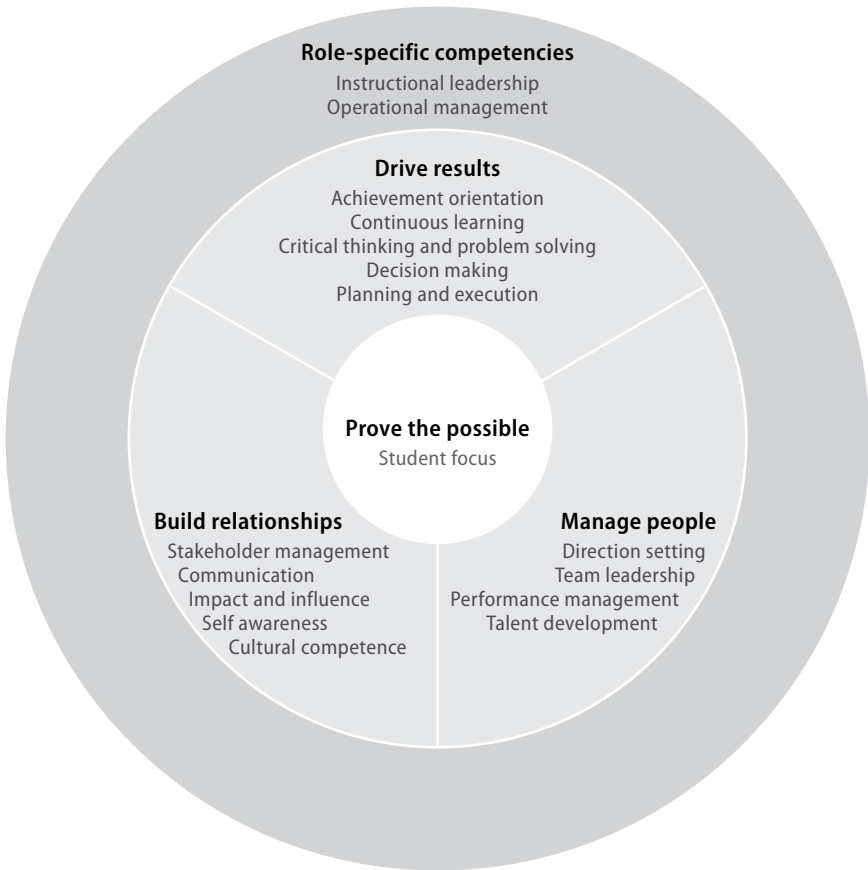 Role-specific competencies
Instructional leadership
Operational management
Drive results
Achievement orientation
Continuous learning
Critical thinking and problem solving
Decision making
Planning and execution
Prove the possible
Student focus
Build relationships
Stakeholder management
Communication
Impact and influence
Self awareness
Cultural competence
Manage people
Direction setting
Team leadership
Performance management
Talent development